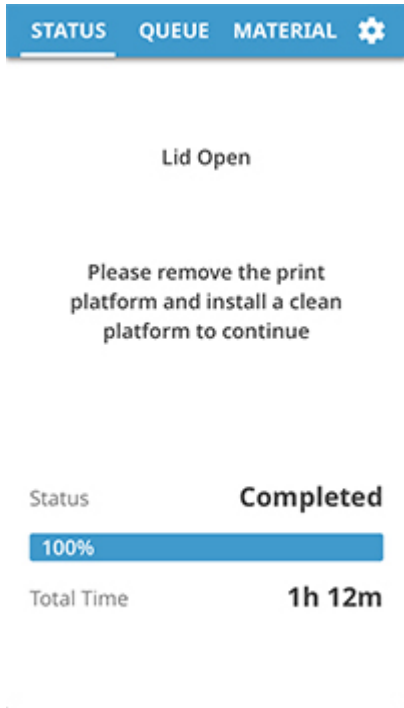 STATUS QUEUE MATERIAL
Lid Open
Please remove the print
platform and install a clean
platform to continue
Status Completed
100%
Total Time 1h 12m